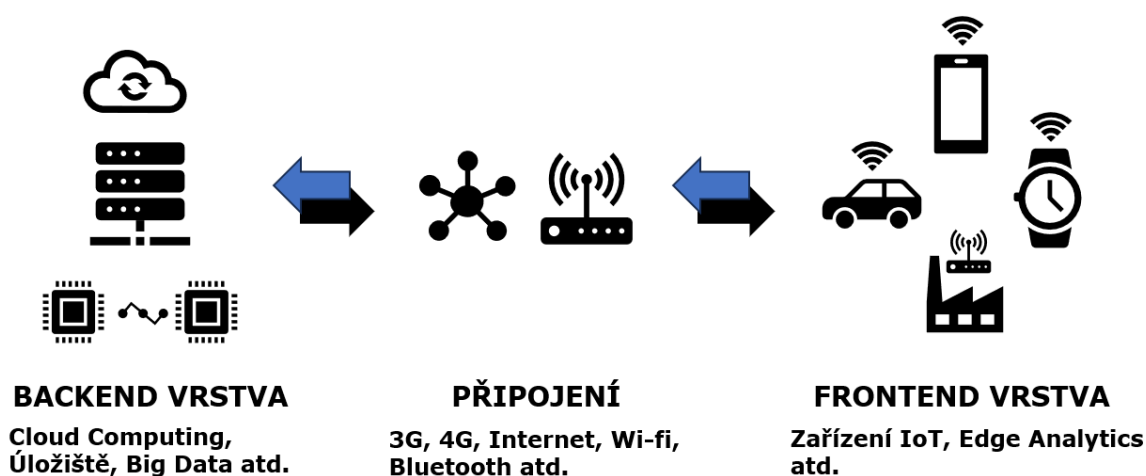 BACKEND VRSTVA
Cloud Computing,
Úložiště, Big Data atd.
PŘIPOJENÍ
3G, 4G, Internet, Wi-fi,
Bluetooth atd.
FRONTEND VRSTVA
Zařízení IoT, Edge Analytics
atd.